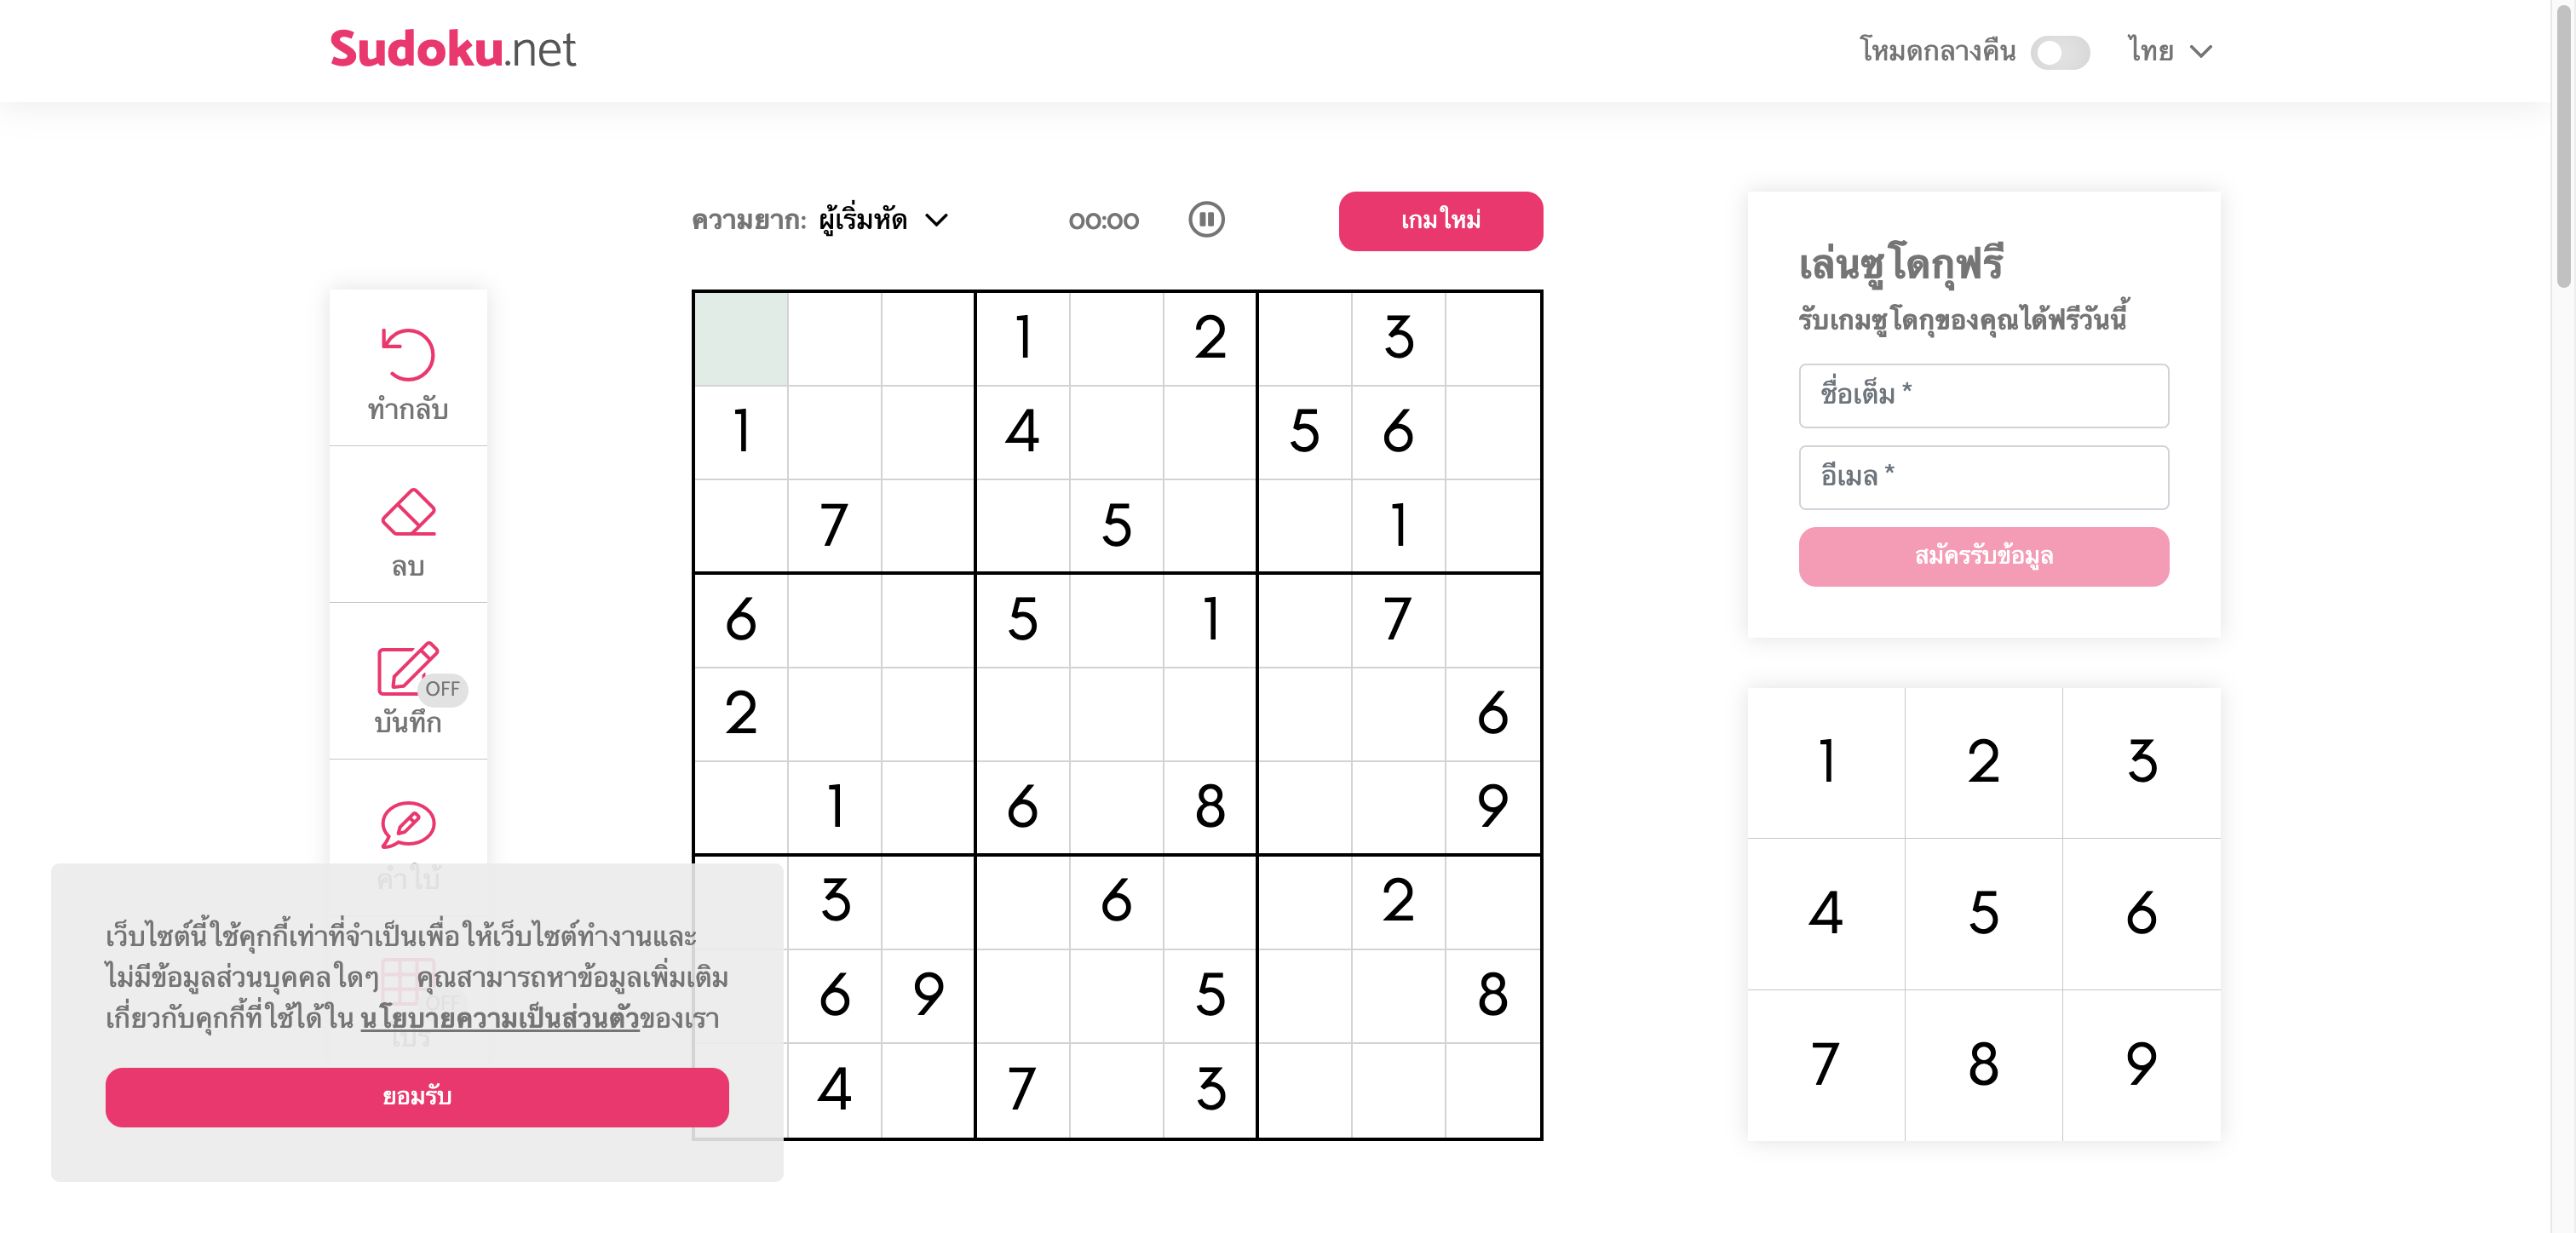 Sudoku.net
โหมดกลางคืน ไทย
ความยาก: ผู้เริ่มหัด 00:00 เกมใหม่
ทำกลับ
ลบ
OFF
บันทึก
คำใบ้
OFF
โปร
1 2 3
1 4 5 6
7 5 1
6 5 1 7
2 6
1 6 8 9
3 6 2
6 9 5 8
4 7 3
เล่นซูโดกุฟรี
รับเกมซูโดกุของคุณได้ฟรีวันนี้
ชื่อเต็ม *
อีเมล *
สมัครรับข้อมูล
1 2 3
4 5 6
7 8 9
เว็บไซต์นี้ใช้คุกกี้เท่าที่จำเป็นเพื่อให้เว็บไซต์ทำงานและ
ไม่มีข้อมูลส่วนบุคคลใดๆ คุณสามารถหาข้อมูลเพิ่มเติม
เกี่ยวกับคุกกี้ที่ใช้ได้ใน นโยบายความเป็นส่วนตัวของเรา
ยอมรับ